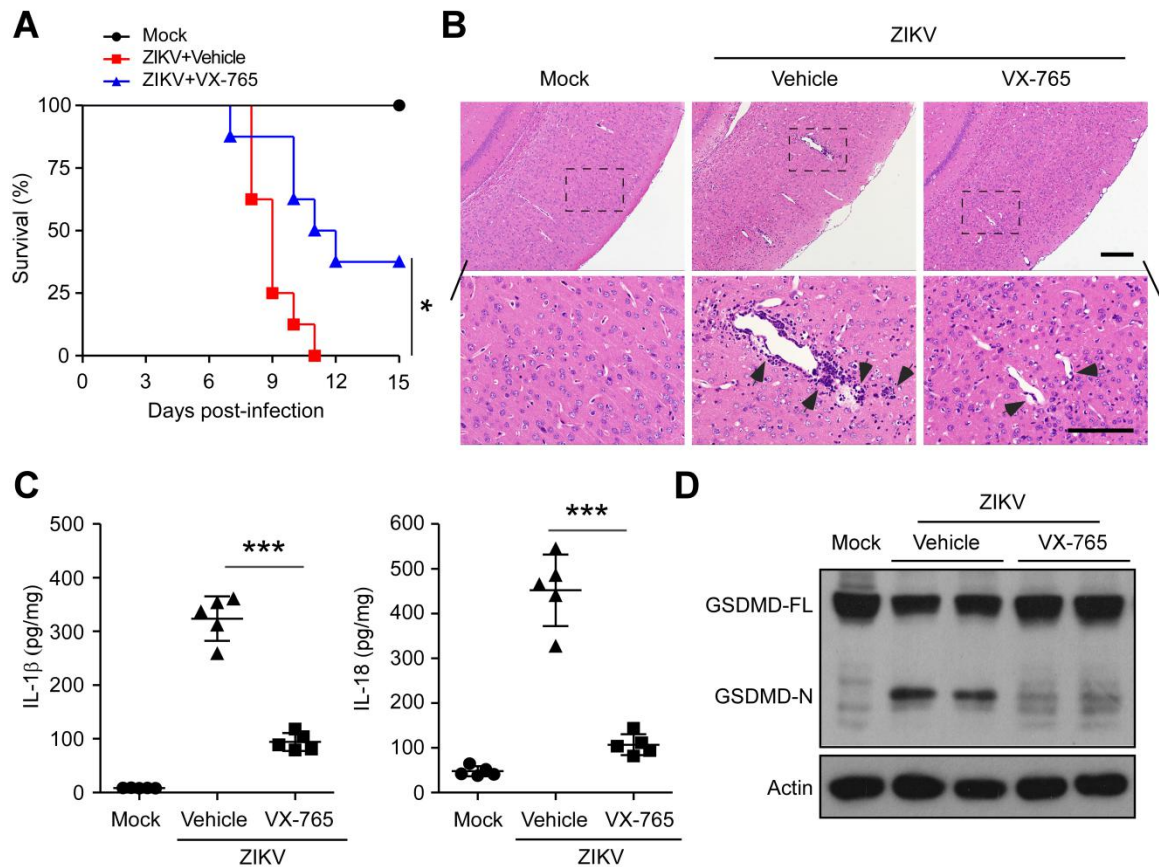 A
Mock
ZIKV+Vehicle
ZIKV+VX-765
100
75
50
25
0
Survival (%)
*
0 3 6 9 12 15
Days post-infection
B
ZIKV
Mock Vehicle VX-765
C
500
400
300
200
100
0
IL-1β (pg/mg)
***
Mock Vehicle VX-765
ZIKV
600
500
400
300
200
100
0
IL-18 (pg/mg)
***
Mock Vehicle VX-765
ZIKV
D
ZIKV
Mock Vehicle VX-765
GSDMD-FL
GSDMD-N
Actin